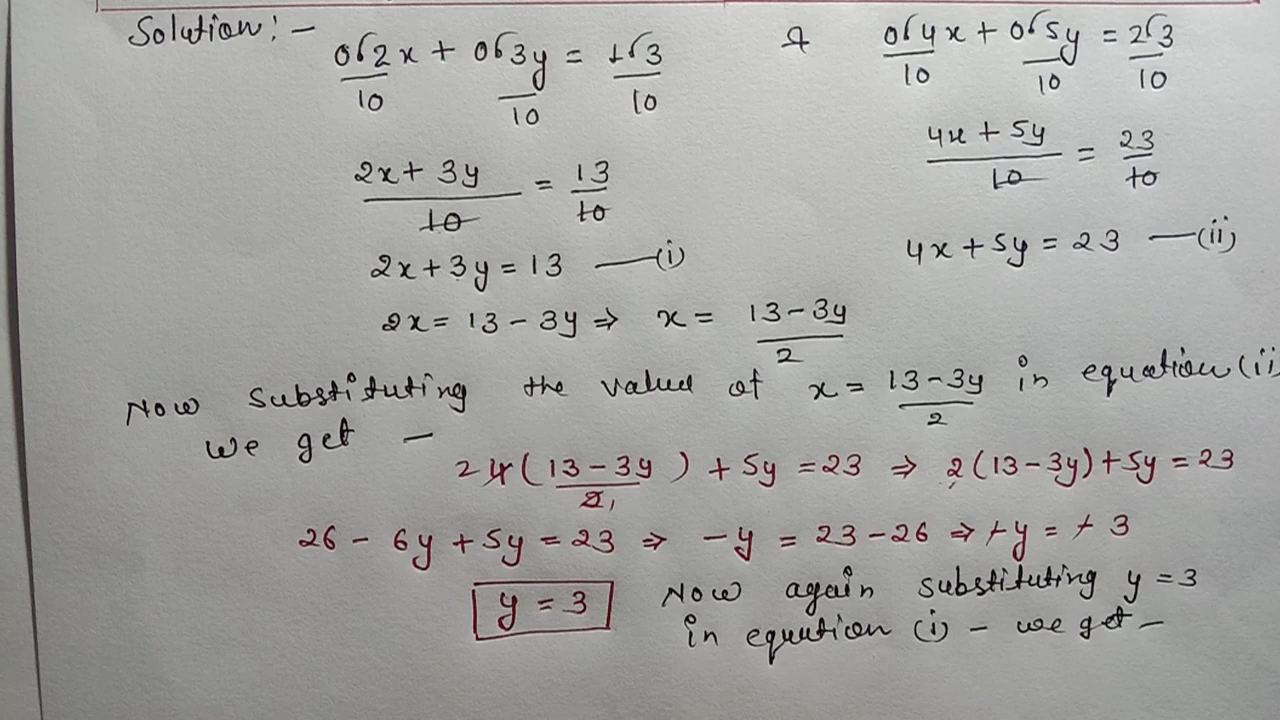 Solution:-
0.2x + 0.3y = 1.3 & 0.4x + 0.5y = 2.3
10 10 10 10 10 10
2x + 3y / 10 = 13 / 10
4x + 5y / 10 = 23 / 10
2x + 3y = 13 —(i)
4x + 5y = 23 —(ii)
2x = 13 - 3y ⇒ x = 13 - 3y / 2
Now substituting the value of x = 13 - 3y / 2 in equation (ii
we get —
2 4 ( 13 - 3y / 2 1 ) + 5y = 23 ⇒ 2(13 - 3y) + 5y = 23
26 - 6y + 5y = 23 ⇒ -y = 23 - 26 ⇒ -y = - 3
y = 3
Now again substituting y = 3
in equation (i) - we get -